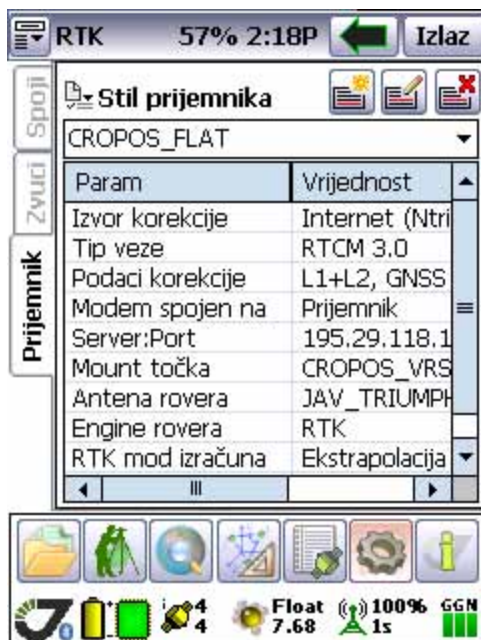 RTK 57% 2:18P Izlaz
Spoji
Zvuci
Prijemnik
Stil prijemnika
CROPOS_FLAT
Param Vrijednost
Izvor korekcije Internet (Ntri
Tip veze RTCM 3.0
Podaci korekcije L1+L2, GNSS
Modem spojen na Prijemnik
Server:Port 195.29.118.1
Mount točka CROPOS_VRS
Antena rovera JAV_TRIUMPH
Engine rovera RTK
RTK mod izračuna Ekstrapolacija
4 Float 100% GGN
4 7.68 1s